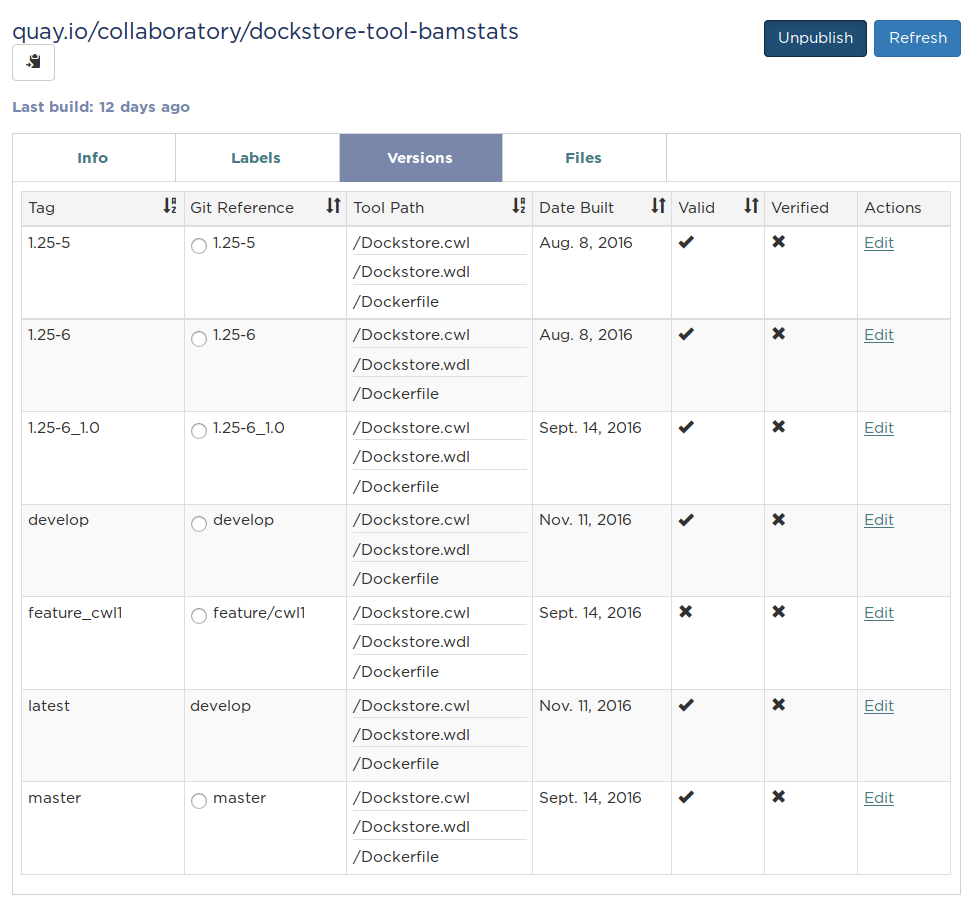 quay.io/collaboratory/dockstore-tool-bamstats
Unpublish Refresh
Last build: 12 days ago
Info Labels Versions Files
Tag Git Reference Tool Path Date Built Valid Verified Actions
1.25-5 1.25-5 /Dockstore.cwl Aug. 8, 2016 Edit
/Dockstore.wdl
/Dockerfile
1.25-6 1.25-6 /Dockstore.cwl Aug. 8, 2016 Edit
/Dockstore.wdl
/Dockerfile
1.25-6_1.0 1.25-6_1.0 /Dockstore.cwl Sept. 14, 2016 Edit
/Dockstore.wdl
/Dockerfile
develop develop /Dockstore.cwl Nov. 11, 2016 Edit
/Dockstore.wdl
/Dockerfile
feature_cwl1 feature/cwl1 /Dockstore.cwl Sept. 14, 2016 Edit
/Dockstore.wdl
/Dockerfile
latest develop /Dockstore.cwl Nov. 11, 2016 Edit
/Dockstore.wdl
/Dockerfile
master master /Dockstore.cwl Sept. 14, 2016 Edit
/Dockstore.wdl
/Dockerfile